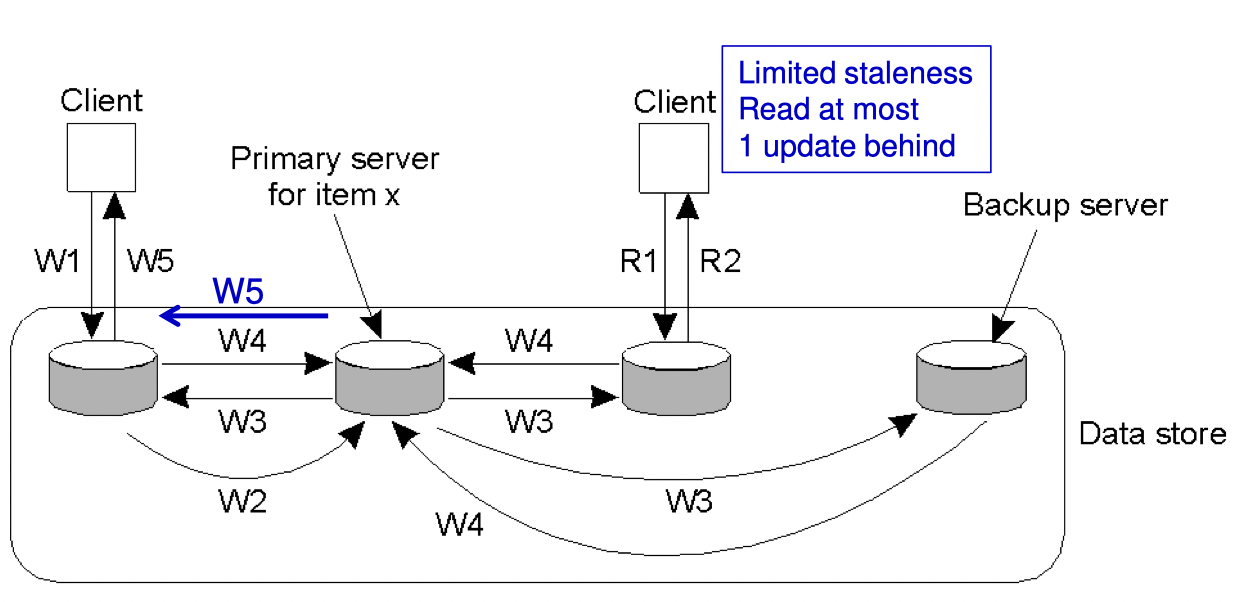 Client
Client
Limited staleness
Read at most
1 update behind
Primary server
for item x
Backup server
W1
W5
R1
R2
W5
W4
W4
W3
W3
Data store
W2
W3
W4